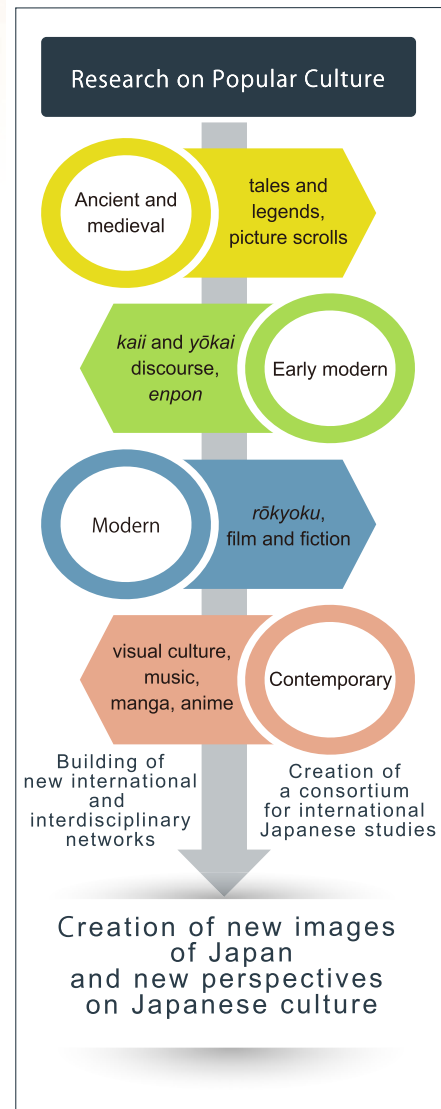 Research on Popular Culture
Ancient and
medieval
tales and
legends,
picture scrolls
kaii and yōkai
discourse,
enpon
Early modern
Modern
rōkyoku,
film and fiction
visual culture,
music,
manga, anime
Contemporary
Building of
new international
and
interdisciplinary
networks
Creation of
a consortium
for international
Japanese studies
Creation of new images
of Japan
and new perspectives
on Japanese culture